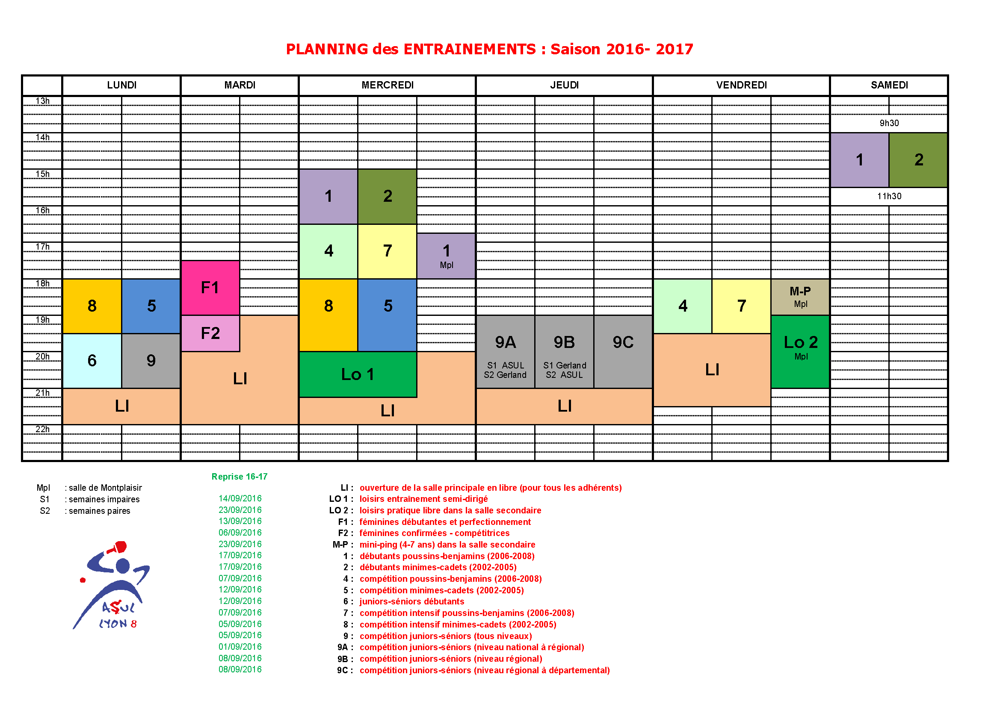 PLANNING des ENTRAINEMENTS : Saison 2016- 2017
LUNDI MARDI MERCREDI JEUDI VENDREDI SAMEDI
13h
9h30
14h
1 2
15h
1 2
11h30
16h
17h
4 7 1
Mpl
18h
F1
M-P
Mpl
8 5 8 5 4 7
19h
F2
9A 9B 9C Lo 2
20h
Mpl
6 9
S1 ASUL S1 Gerland
S2 Gerland S2 ASUL
LI Lo 1 LI
21h
LI LI LI
22h
Reprise 16-17
Mpl : salle de Montplaisir
S1 : semaines impaires
S2 : semaines paires
LI : ouverture de la salle principale en libre (pour tous les adhérents)
14/09/2016 LO 1 : loisirs entraînement semi-dirigé
23/09/2016 LO 2 : loisirs pratique libre dans la salle secondaire
13/09/2016 F1 : féminines débutantes et perfectionnement
06/09/2016 F2 : féminines confirmées - compétitrices
23/09/2016 M-P : mini-ping (4-7 ans) dans la salle secondaire
17/09/2016 1 : débutants poussins-benjamins (2006-2008)
17/09/2016 2 : débutants minimes-cadets (2002-2005)
07/09/2016 4 : compétition poussins-benjamins (2006-2008)
12/09/2016 5 : compétition minimes-cadets (2002-2005)
12/09/2016 6 : juniors-séniors débutants
07/09/2016 7 : compétition intensif poussins-benjamins (2006-2008)
05/09/2016 8 : compétition intensif minimes-cadets (2002-2005)
05/09/2016 9 : compétition juniors-séniors (tous niveaux)
01/09/2016 9A : compétition juniors-séniors (niveau national à régional)
08/09/2016 9B : compétition juniors-séniors (niveau régional)
08/09/2016 9C : compétition juniors-séniors (niveau régional à départemental)
ASUL
LYON 8